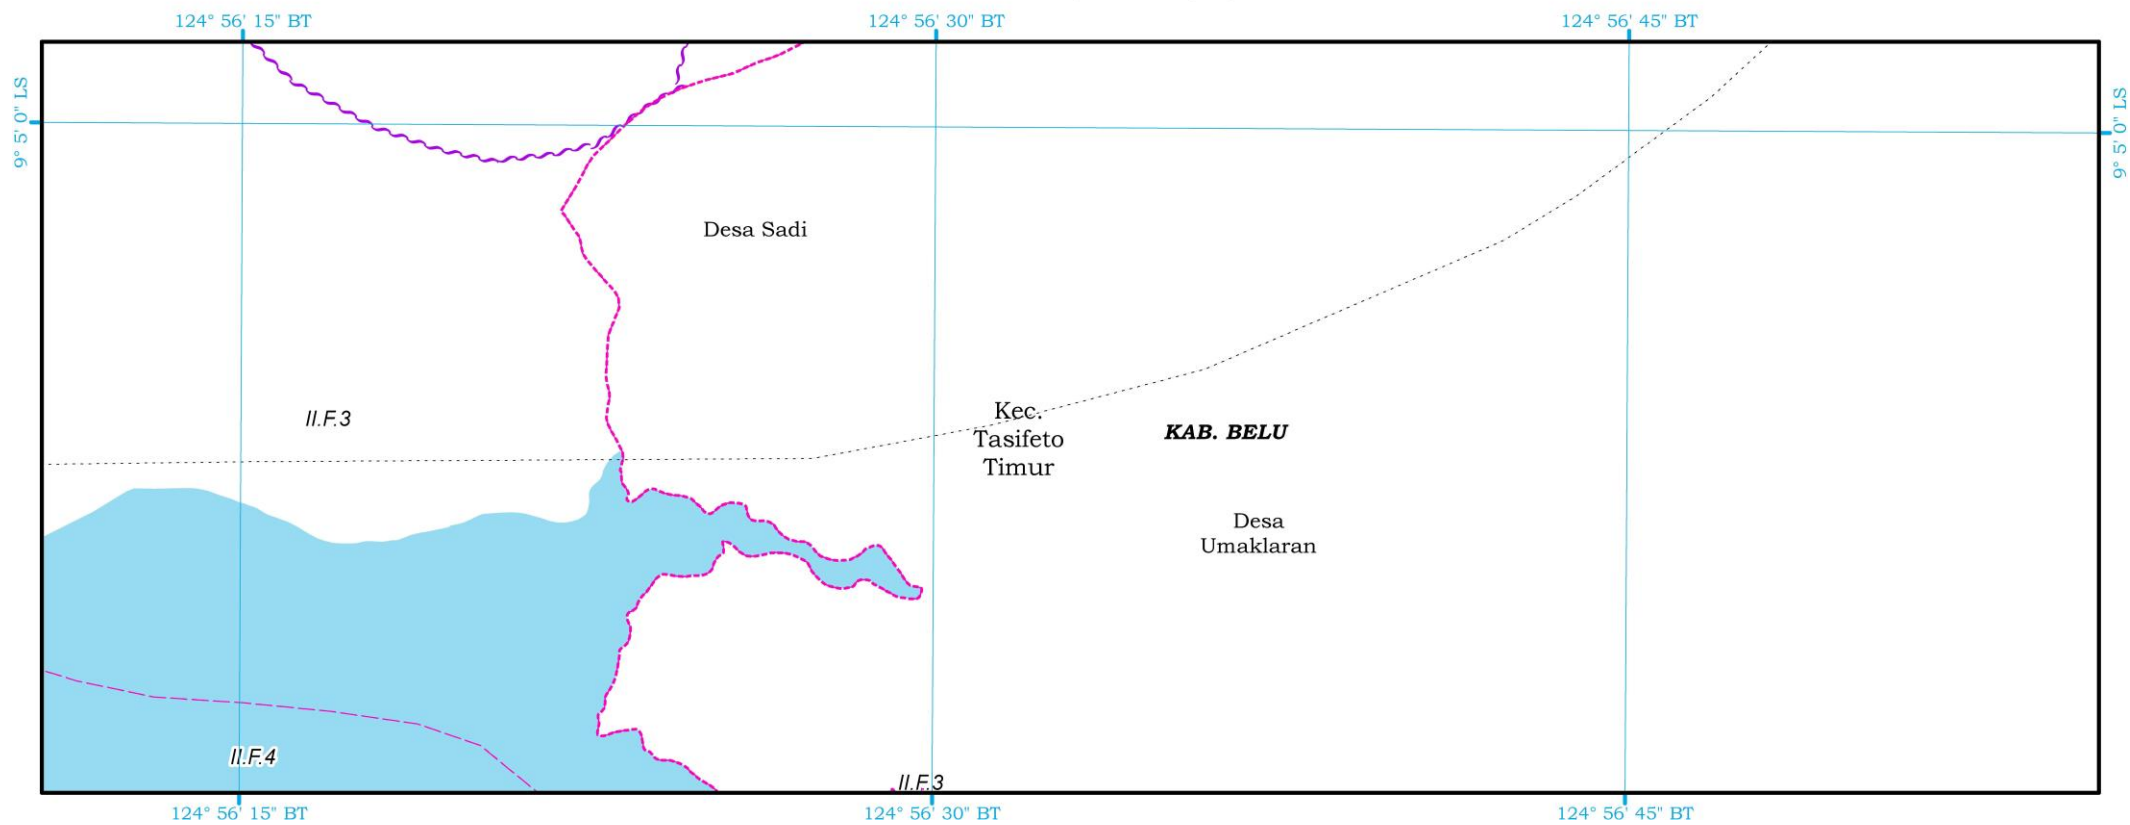 124° 56' 15" BT
124° 56' 30" BT
124° 56' 45" BT
9° 5' 0" LS
9° 5' 0" LS
Desa Sadi
II.F.3
Kec.
Tasifeto
Timur
KAB. BELU
Desa
Umaklaran
II.F.4
II.F.3
124° 56' 15" BT
124° 56' 30" BT
124° 56' 45" BT